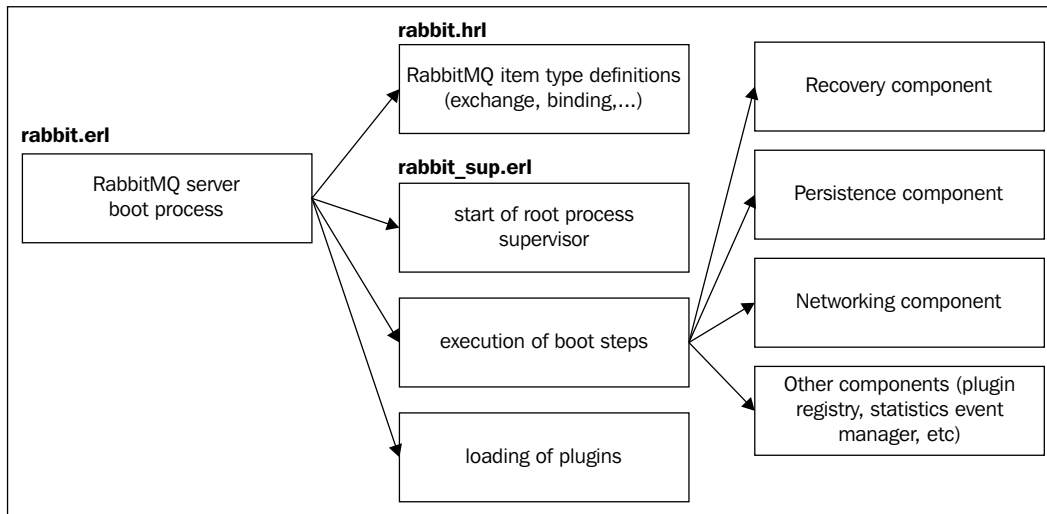 rabbit.hrl
RabbitMQ item type definitions
(exchange, binding,...)
Recovery component
rabbit.erl
RabbitMQ server
boot process
rabbit_sup.erl
start of root process
supervisor
Persistence component
execution of boot steps
Networking component
loading of plugins
Other components (plugin
registry, statistics event
manager, etc)